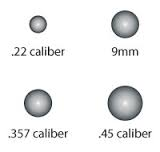 .22 caliber
9mm
.357 caliber
.45 caliber